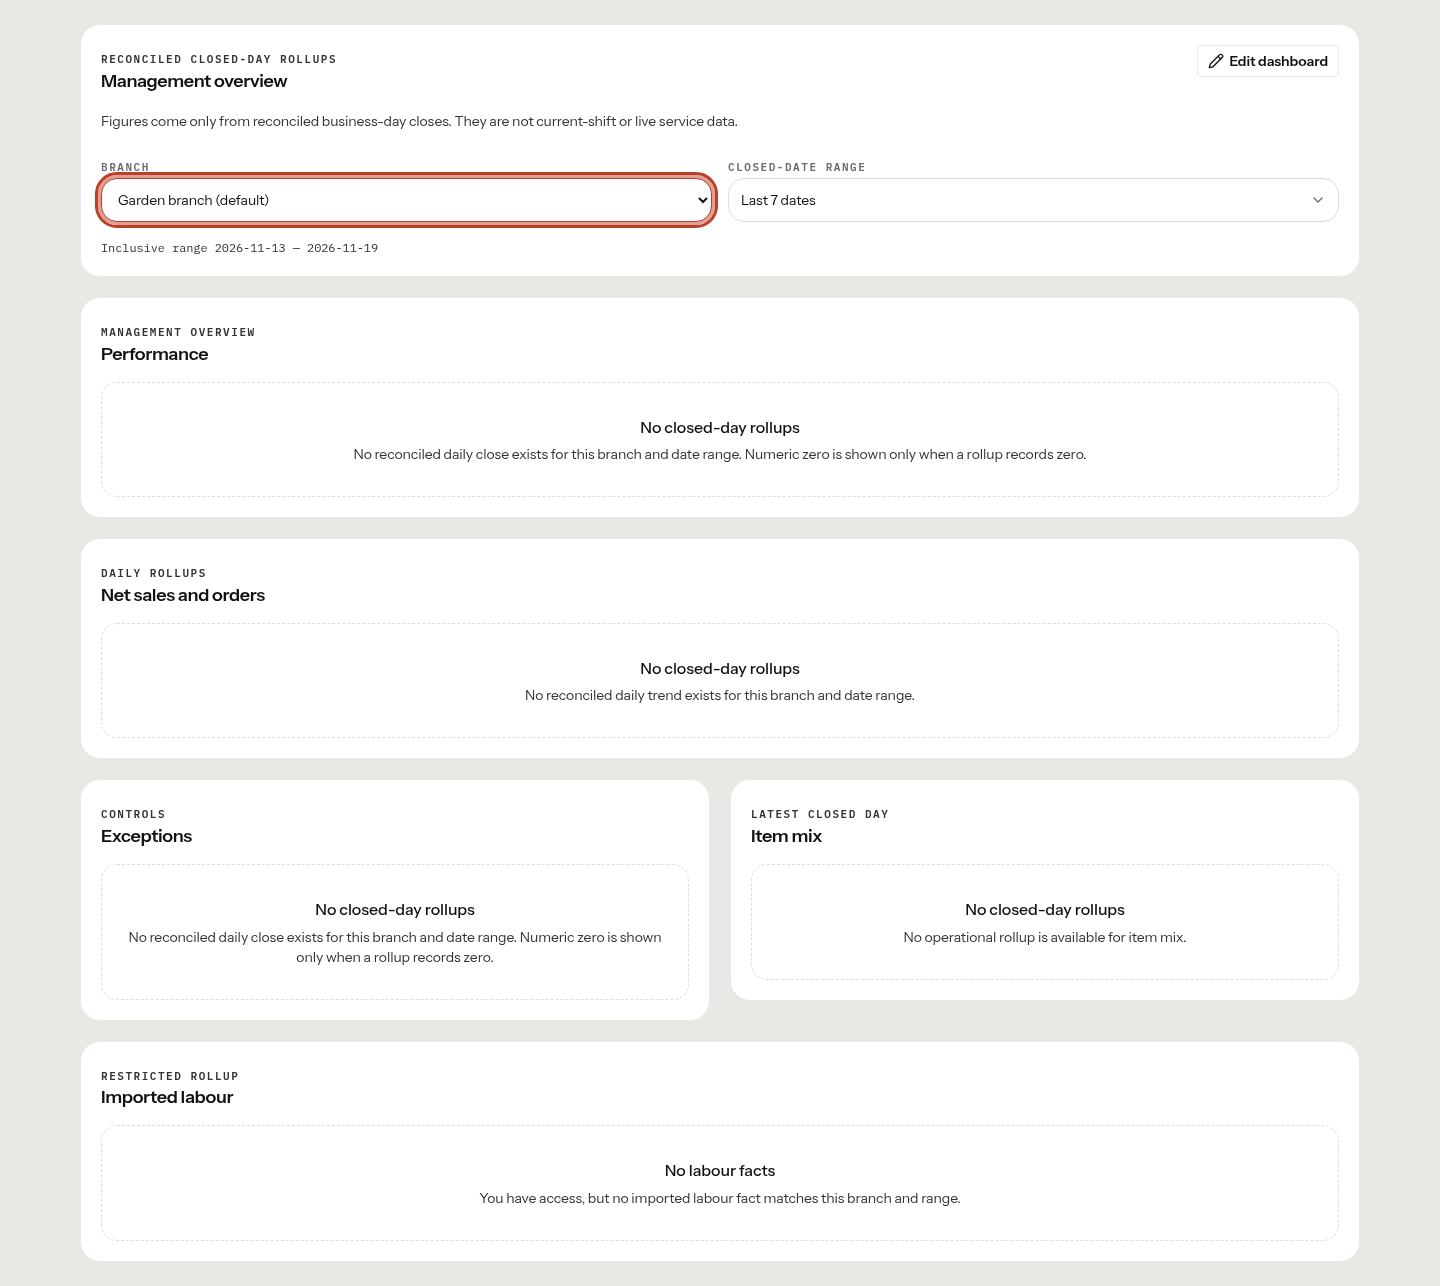 RECONCILED CLOSED-DAY ROLLUPS
Management overview
Edit dashboard
Figures come only from reconciled business-day closes. They are not current-shift or live service data.
BRANCH
Garden branch (default)
CLOSED-DATE RANGE
Last 7 dates
Inclusive range 2026-11-13 — 2026-11-19
MANAGEMENT OVERVIEW
Performance
No closed-day rollups
No reconciled daily close exists for this branch and date range. Numeric zero is shown only when a rollup records zero.
DAILY ROLLUPS
Net sales and orders
No closed-day rollups
No reconciled daily trend exists for this branch and date range.
CONTROLS
Exceptions
No closed-day rollups
No reconciled daily close exists for this branch and date range. Numeric zero is shown
only when a rollup records zero.
LATEST CLOSED DAY
Item mix
No closed-day rollups
No operational rollup is available for item mix.
RESTRICTED ROLLUP
Imported labour
No labour facts
You have access, but no imported labour fact matches this branch and range.